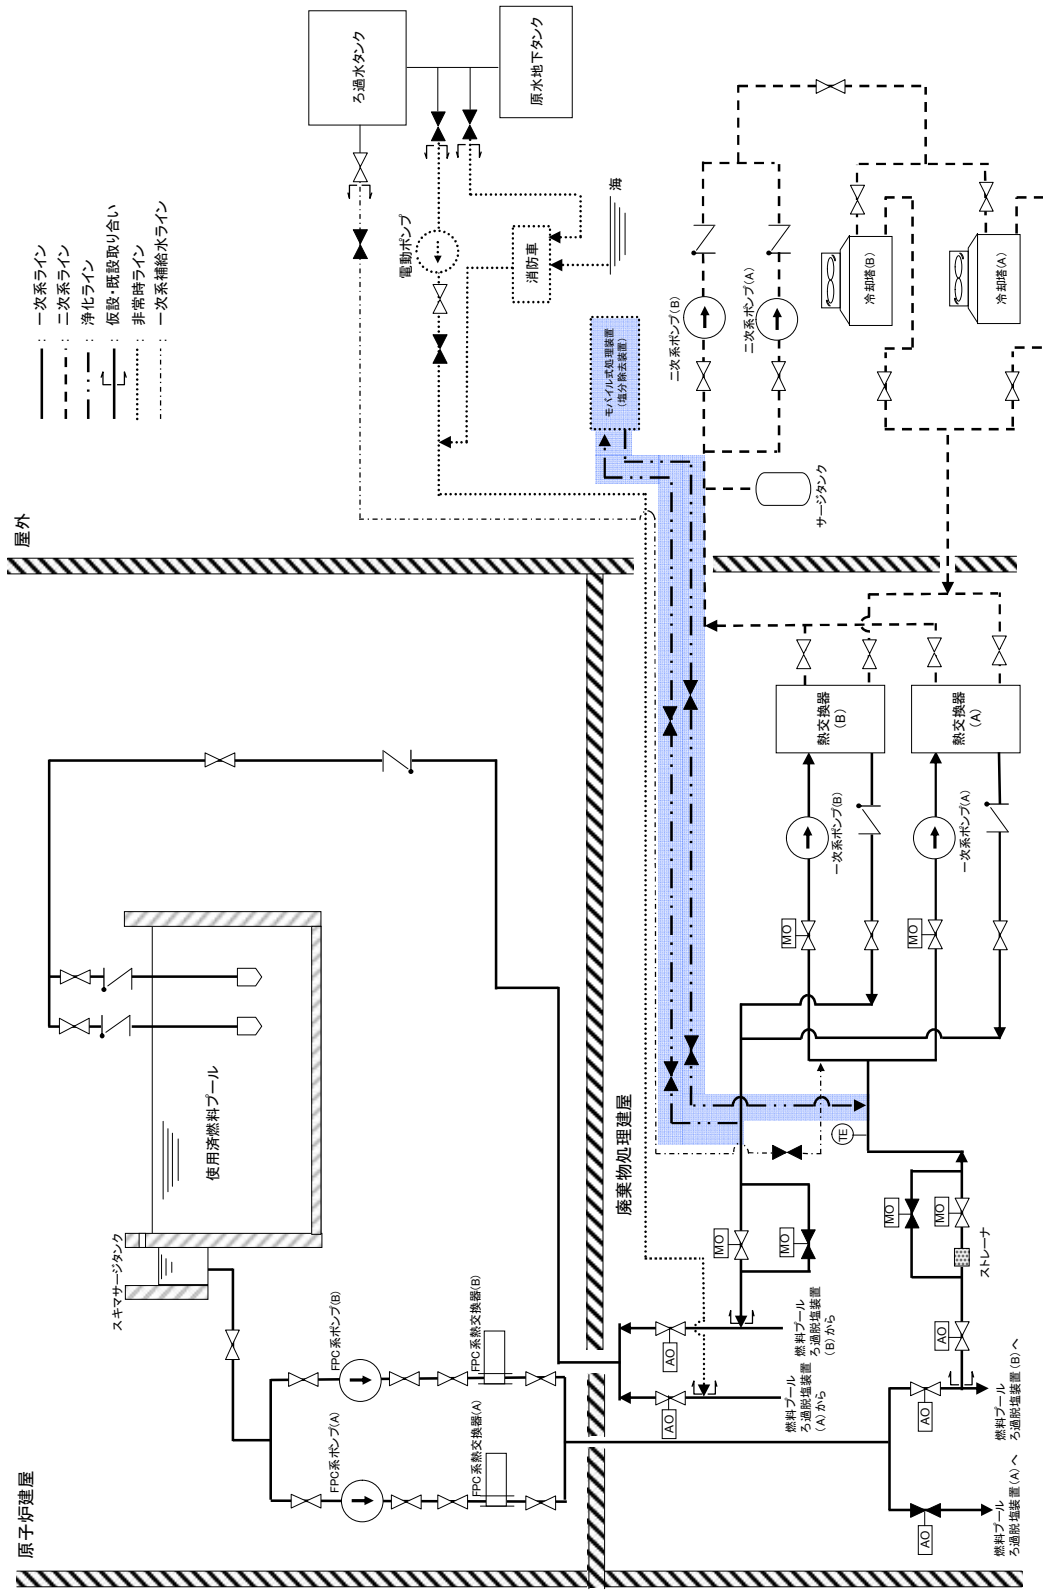 原子炉建屋
屋外
廃棄物処理建屋
：一次系ライン
：二次系ライン
：浄化ライン
：仮設・既設取り合い
：非常時ライン
：一次系補給水ライン
スキマサージタンク
使用済燃料プール
FPC系ポンプ(A)
FPC系ポンプ(B)
FPC系熱交換器(A)
FPC系熱交換器(B)
ろ過水タンク
原水地下タンク
電動ポンプ
消防車
海
モバイル式処理装置
（塩分除去装置）
二次系ポンプ(B)
二次系ポンプ(A)
サージタンク
冷却塔(B)
冷却塔(A)
熱交換器
(B)
熱交換器
(A)
一次系ポンプ(B)
一次系ポンプ(A)
MO
MO
TE
MO
MO
MO
MO
ストレーナ
AO
AO
AO
AO
AO
燃料プール
ろ過脱塩装置
(A)から
燃料プール
ろ過脱塩装置
(B)から
燃料プール
ろ過脱塩装置(A)へ
燃料プール
ろ過脱塩装置(B)へ